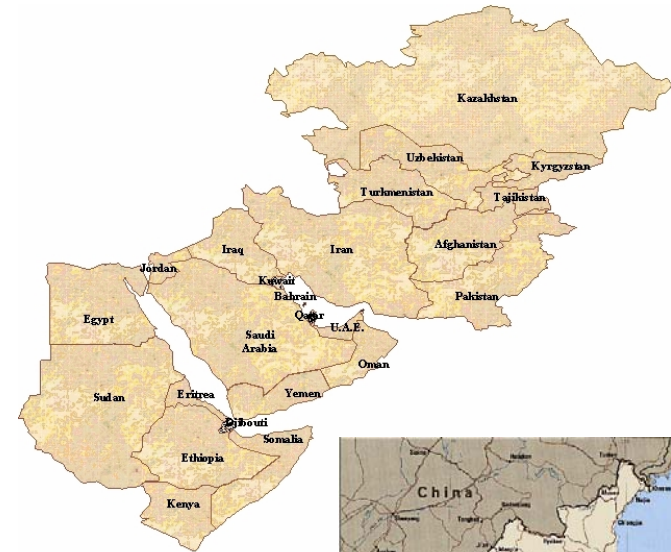 Kazakhstan
Uzbekistan
Kyrgyzstan
Turkmenistan
Tajikistan
Afghanistan
Iraq
Iran
Jordan
Kuwait
Bahrain
Pakistan
Egypt
Qatar
U.A.E.
Saudi
Arabia
Oman
Sudan
Eritrea
Yemen
Djibouti
Somalia
Ethiopia
Kenya
China